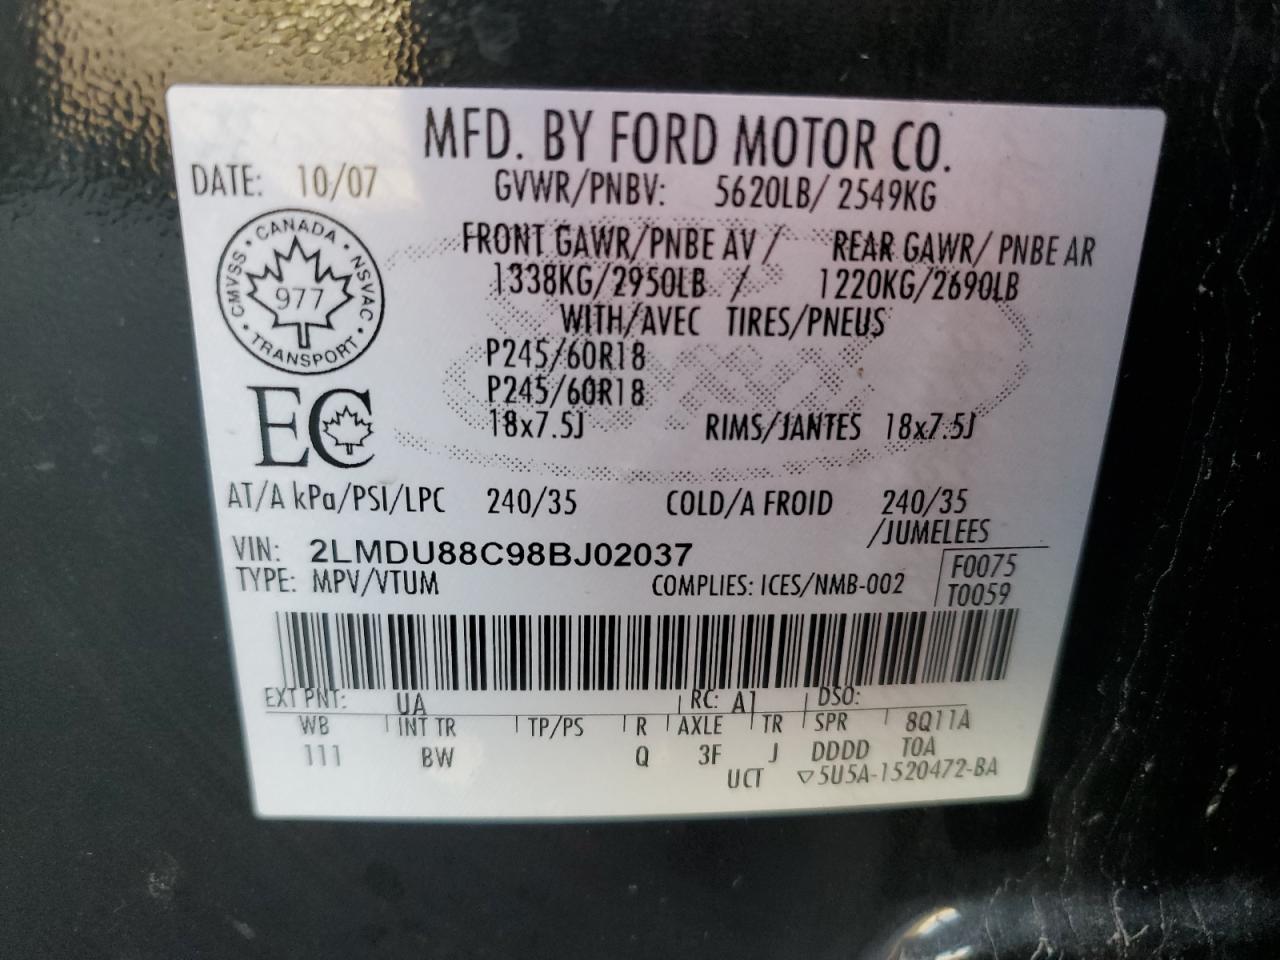 MFD. BY FORD MOTOR CO.
DATE: 10/07 GVWR/PNBV: 5620LB/ 2549KG
FRONT GAWR/PNBE AV / REAR GAWR/ PNBE AR
1338KG/2950LB / 1220KG/2690LB
WITH/AVEC TIRES/PNEUS
CMVSS • CANADA • NSVAC • TRANSPORT •
977
P245/60R18
P245/60R18
18x7.5J RIMS/JANTES 18x7.5J
EC
AT/A kPa/PSI/LPC 240/35 COLD/A FROID 240/35
/JUMELEES
VIN: 2LMDU88C98BJ02037
F0075
TYPE: MPV/VTUM COMPLIES: ICES/NMB-002
T0059
EXT PNT: UA RC: A1 DSO:
WB INT TR TP/PS R AXLE TR SPR 8Q11A
111 BW Q 3F J DDDD TOA
UCT ▽5U5A-1520472-BA